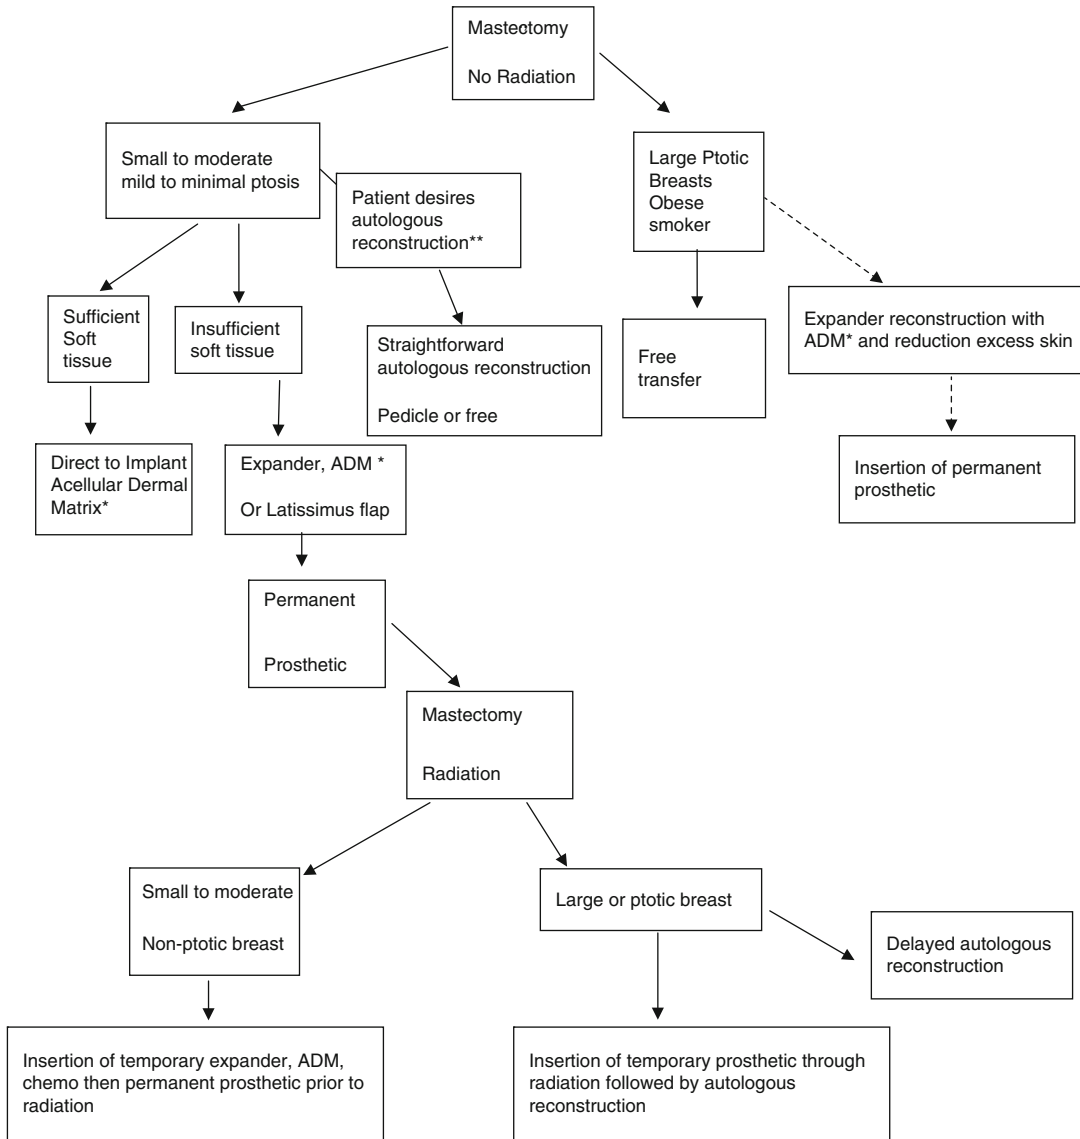 Mastectomy
No Radiation
Small to moderate
mild to minimal ptosis
Patient desires
autologous
reconstruction**
Large Ptotic
Breasts
Obese
smoker
Sufficient
Soft
tissue
Insufficient
soft tissue
Straightforward
autologous reconstruction
Pedicle or free
Free
transfer
Expander reconstruction with
ADM* and reduction excess skin
Direct to Implant
Acellular Dermal
Matrix*
Expander, ADM *
Or Latissimus flap
Insertion of permanent
prosthetic
Permanent
Prosthetic
Mastectomy
Radiation
Small to moderate
Non-ptotic breast
Large or ptotic breast
Delayed autologous
reconstruction
Insertion of temporary expander, ADM,
chemo then permanent prosthetic prior to
radiation
Insertion of temporary prosthetic through
radiation followed by autologous
reconstruction